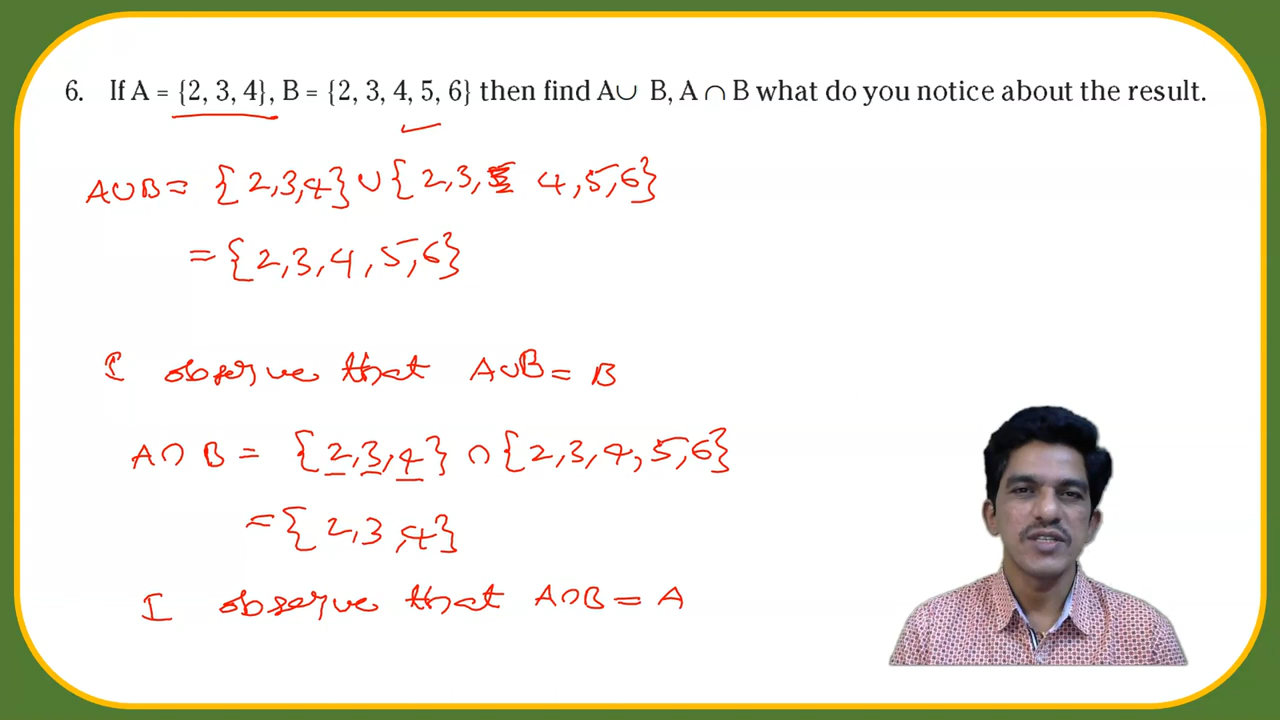 6. If A = {2, 3, 4}, B = {2, 3, 4, 5, 6} then find A∪ B, A ∩ B what do you notice about the result.
A∪B = {2,3,4} ∪ {2,3, 4,5,6}
= {2,3,4,5,6}
I observe that A∪B = B
A∩B = {2,3,4} ∩ {2,3,4,5,6}
= {2,3,4}
I observe that A∩B = A